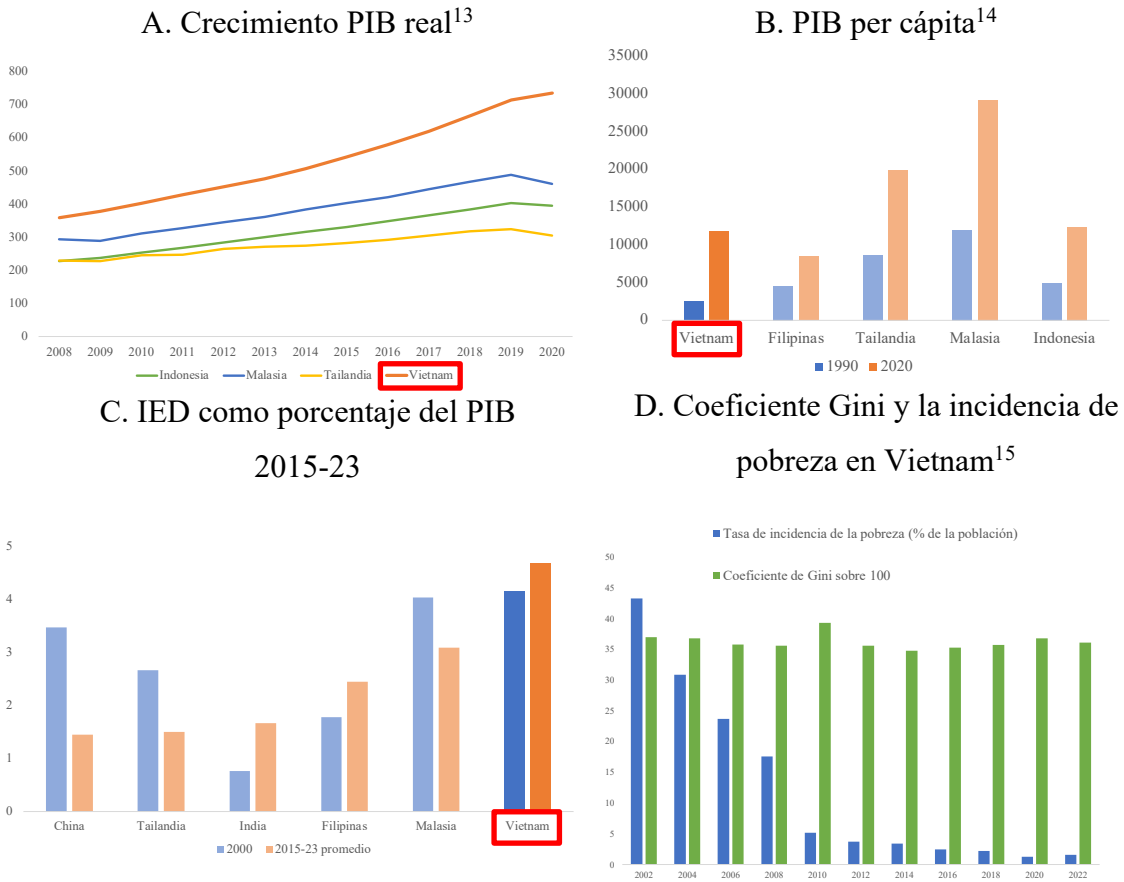 A. Crecimiento PIB real¹³
800
700
600
500
400
300
200
100
0
2008 2009 2010 2011 2012 2013 2014 2015 2016 2017 2018 2019 2020
Indonesia Malasia Tailandia Vietnam
B. PIB per cápita¹⁴
35000
30000
25000
20000
15000
10000
5000
0
Vietnam Filipinas Tailandia Malasia Indonesia
1990 2020
C. IED como porcentaje del PIB
2015-23
5
4
3
2
1
0
China Tailandia India Filipinas Malasia Vietnam
2000 2015-23 promedio
D. Coeficiente Gini y la incidencia de
pobreza en Vietnam¹⁵
Tasa de incidencia de la pobreza (% de la población)
Coeficiente de Gini sobre 100
50
45
40
35
30
25
20
15
10
5
0
2002 2004 2006 2008 2010 2012 2014 2016 2018 2020 2022